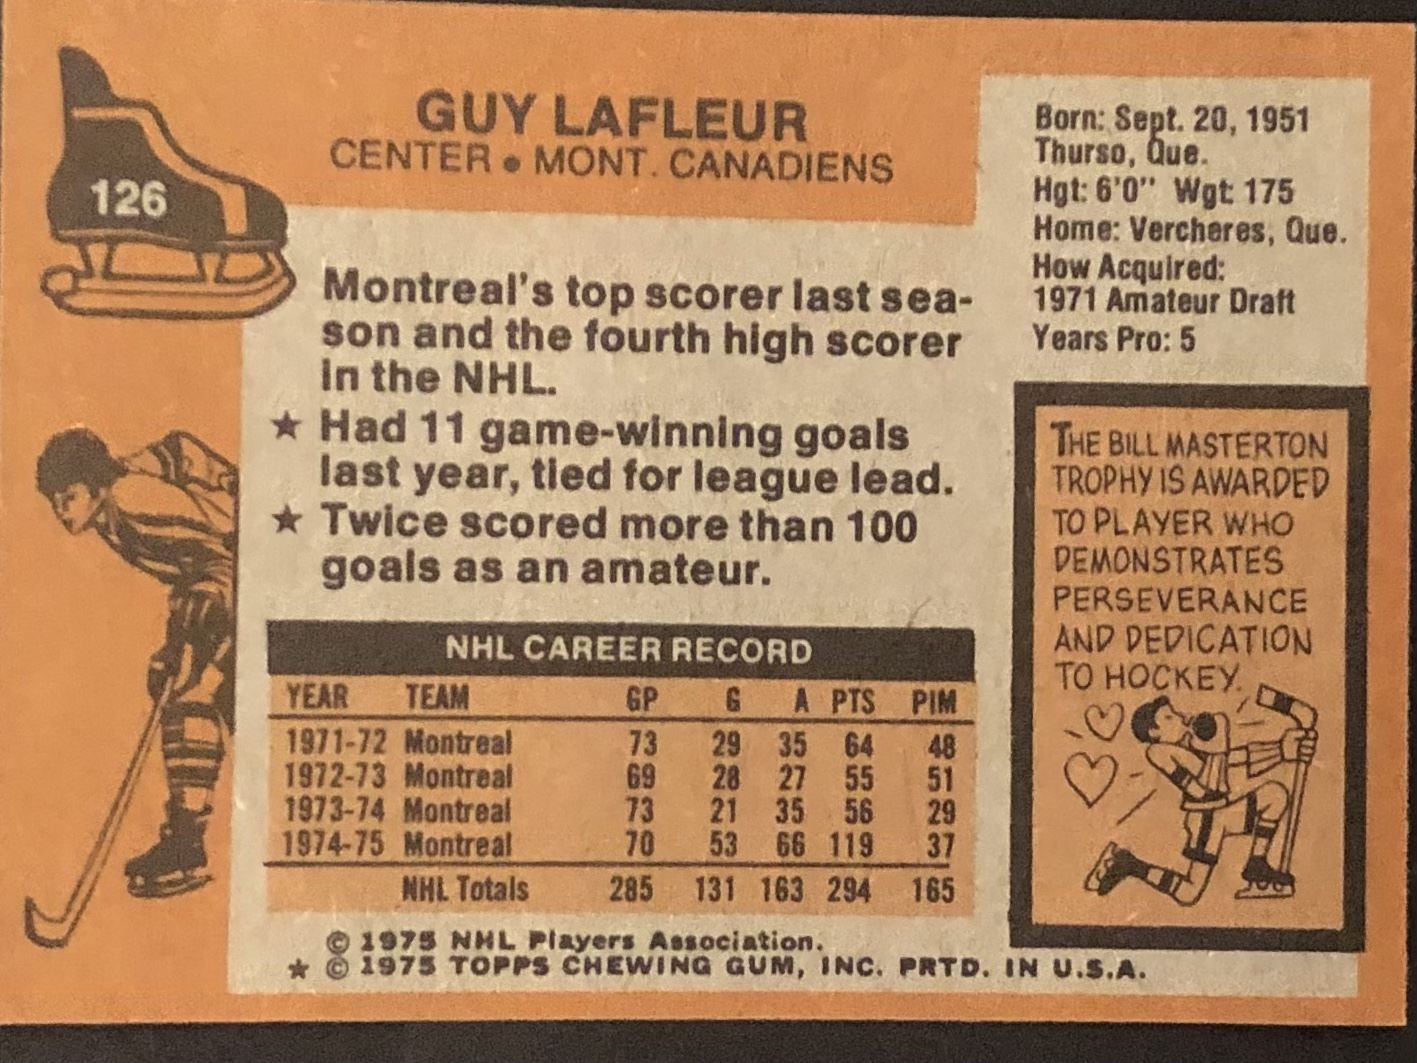 126
GUY LAFLEUR
CENTER • MONT. CANADIENS
Montreal's top scorer last sea-
son and the fourth high scorer
in the NHL.
★ Had 11 game-winning goals
last year, tied for league lead.
★ Twice scored more than 100
goals as an amateur.
Born: Sept. 20, 1951
Thurso, Que.
Hgt: 6'0" Wgt: 175
Home: Vercheres, Que.
How Acquired:
1971 Amateur Draft
Years Pro: 5
THE BILL MASTERTON
TROPHY IS AWARDED
TO PLAYER WHO
DEMONSTRATES
PERSEVERANCE
AND DEDICATION
TO HOCKEY.
NHL CAREER RECORD
YEAR TEAM GP G A PTS PIM
1971-72 Montreal 73 29 35 64 48
1972-73 Montreal 69 28 27 55 51
1973-74 Montreal 73 21 35 56 29
1974-75 Montreal 70 53 66 119 37
NHL Totals 285 131 163 294 165
© 1975 NHL Players Association.
★ © 1975 TOPPS CHEWING GUM, INC. PRTD. IN U.S.A.